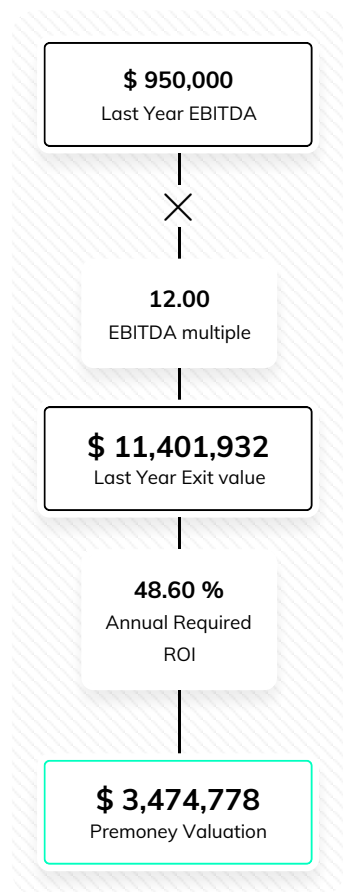 $ 950,000
Last Year EBITDA
12.00
EBITDA multiple
$ 11,401,932
Last Year Exit value
48.60 %
Annual Required
ROI
$ 3,474,778
Premoney Valuation